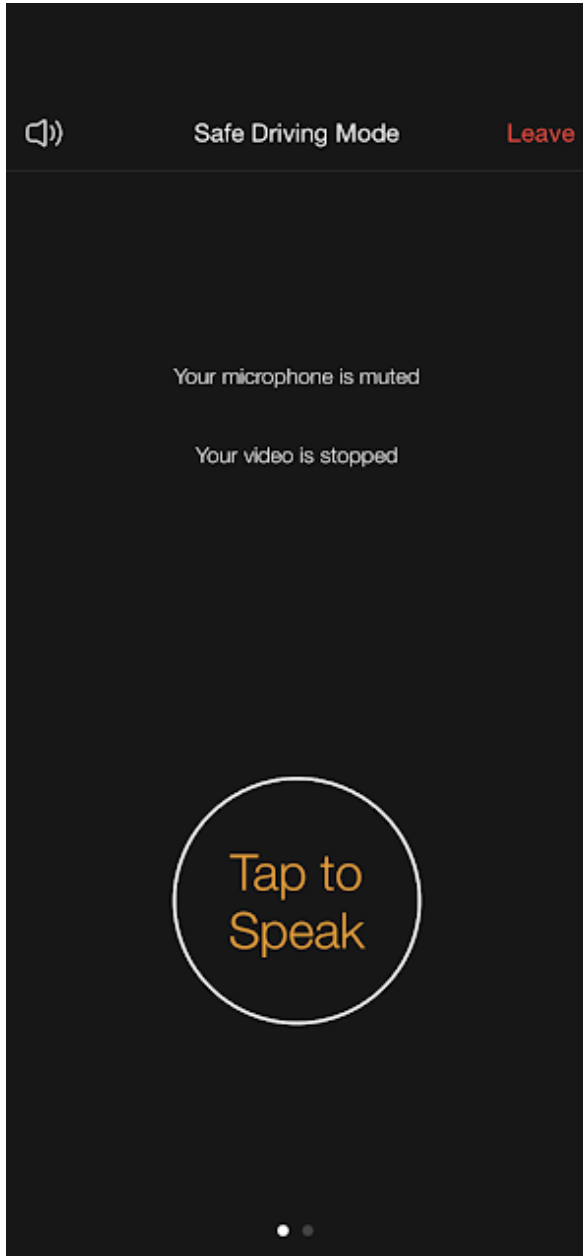 Safe Driving Mode
Leave
Your microphone is muted
Your video is stopped
Tap to
Speak